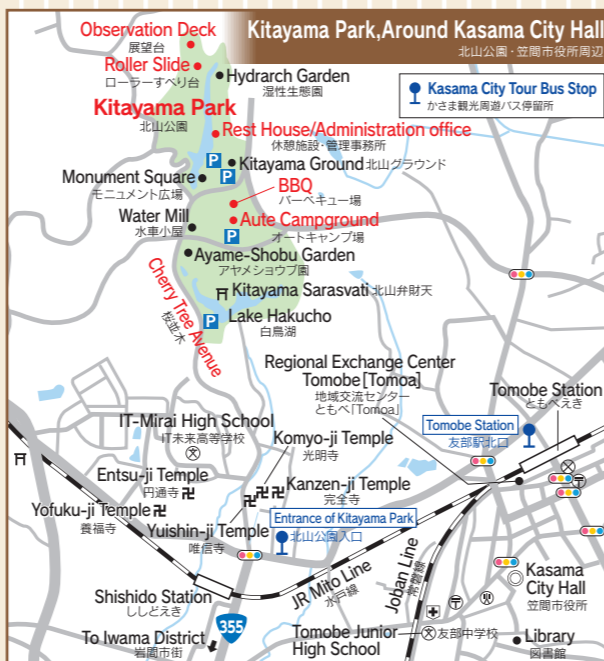 Kitayama Park,Around Kasama City Hall
北山公園・笠間市役所周辺
Kasama City Tour Bus Stop
かさま観光周遊バス停留所
Observation Deck
展望台
Roller Slide
ローラーすべり台
Hydrarch Garden
湿性生態園
Kitayama Park
北山公園
Rest House/Administration office
休憩施設・管理事務所
P
P
Kitayama Ground 北山グラウンド
Monument Square
モニュメント広場
BBQ
バーベキュー場
Water Mill
水車小屋
Aute Campground
オートキャンプ場
P
Ayame-Shobu Garden
アヤメショウブ園
Cherry Tree Avenue
桜並木
Kitayama Sarasvati 北山弁財天
P
Lake Hakucho
白鳥湖
Regional Exchange Center
Tomobe [Tomoa]
地域交流センター
ともべ「Tomoa」
Tomobe Station
ともべえき
Tomobe Station
友部駅北口
IT-Mirai High School
IT未来高等学校
文
Komyo-ji Temple
光明寺
Entsu-ji Temple
円通寺 卍
Kanzen-ji Temple
完全寺
卍 卍 卍
Yofuku-ji Temple 卍
養福寺
Yuishin-ji Temple
唯信寺
Entrance of Kitayama Park
北山公園入口
Shishido Station
ししどえき
JR Mito Line
水戸線
Joban Line
常磐線
Kasama
City Hall
笠間市役所
355
To Iwama District
岩間市街
Tomobe Junior
High School
文 友部中学校
Library
図書館